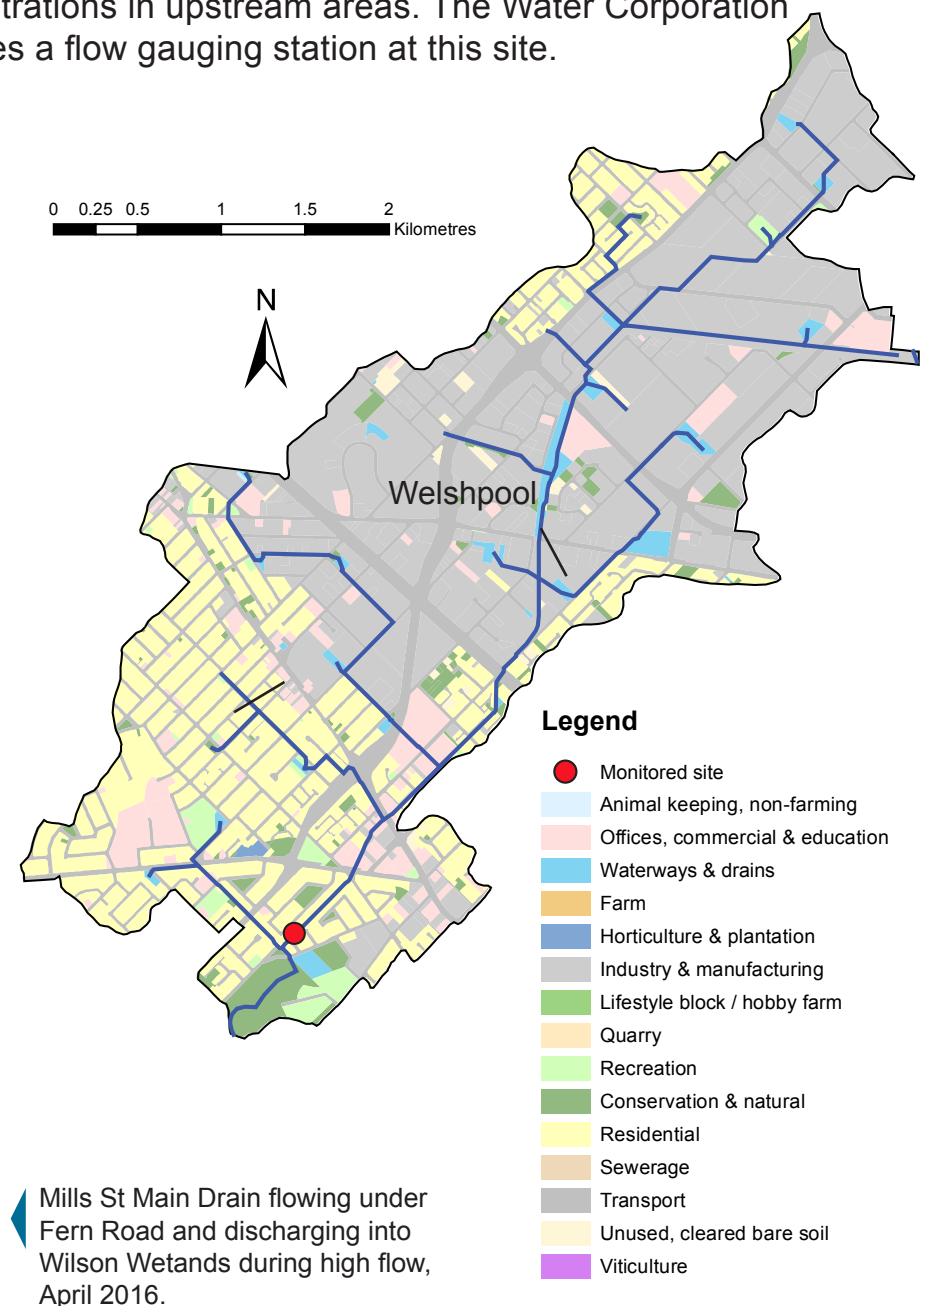 trations in upstream areas. The Water Corporation
es a flow gauging station at this site.
0 0.25 0.5 1 1.5 2
Kilometres
N
Welshpool
Legend
Monitored site
Animal keeping, non-farming
Offices, commercial & education
Waterways & drains
Farm
Horticulture & plantation
Industry & manufacturing
Lifestyle block / hobby farm
Quarry
Recreation
Conservation & natural
Residential
Sewerage
Transport
Unused, cleared bare soil
Viticulture
Mills St Main Drain flowing under
Fern Road and discharging into
Wilson Wetands during high flow,
April 2016.